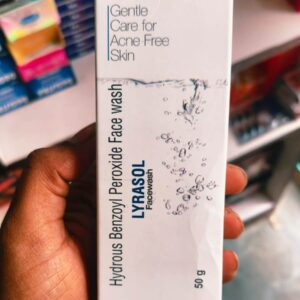 Gentle
Care for
Acne Free
Skin
Hydrous Benzoyl Peroxide Face wash
LYRASOL
Facewash
50 g